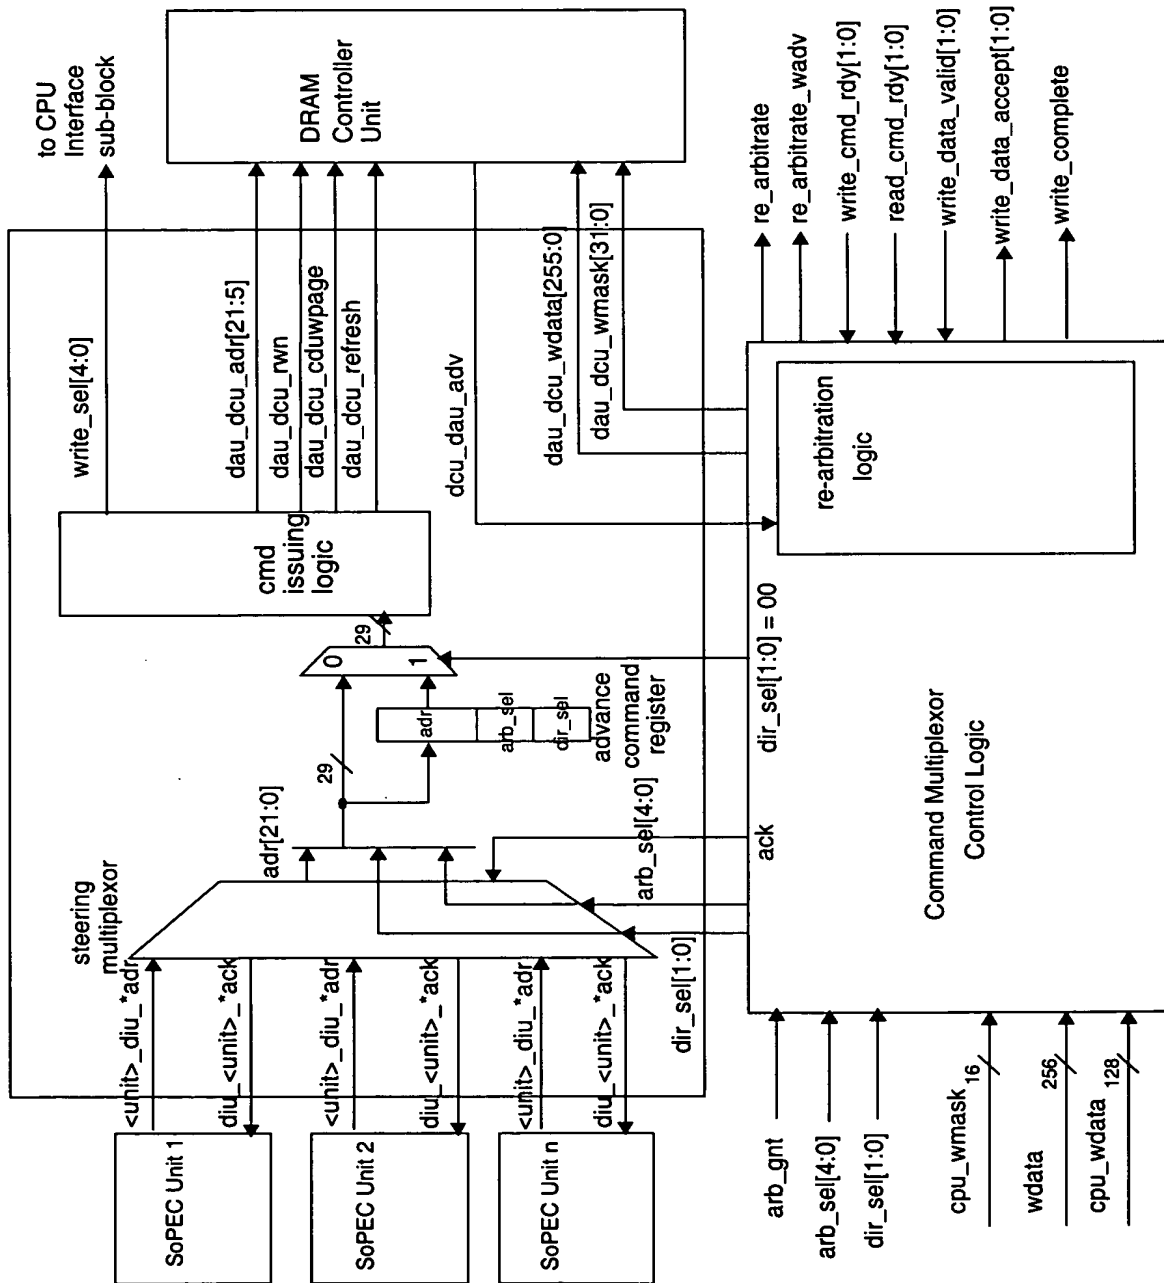 to CPU
Interface
sub-block
write_sel[4:0]
DRAM
Controller
Unit
dau_dcu_adr[21:5]
dau_dcu_rwn
dau_dcu_cduwpage
dau_dcu_refresh
dcu_dau_adv
dau_dcu_wdata[255:0]
dau_dcu_wmask[31:0]
cmd
issuing
logic
29
0
1
adr
arb_sel
dir_sel
advance
command
register
29
adr[21:0]
steering
multiplexor
arb_sel[4:0]
dir_sel[1:0]
<unit>_diu_*adr
diu_<unit>_*ack
<unit>_diu_*adr
diu_<unit>_*ack
<unit>_diu_*adr
diu_<unit>_*ack
SoPEC Unit 1
SoPEC Unit 2
SoPEC Unit n
re_arbitrate
re_arbitrate_wadv
write_cmd_rdy[1:0]
read_cmd_rdy[1:0]
write_data_valid[1:0]
write_data_accept[1:0]
write_complete
re-arbitration
logic
dir_sel[1:0] = 00
ack
Command Multiplexor
Control Logic
arb_gnt
arb_sel[4:0]
dir_sel[1:0]
cpu_wmask
16
wdata
256
cpu_wdata
128